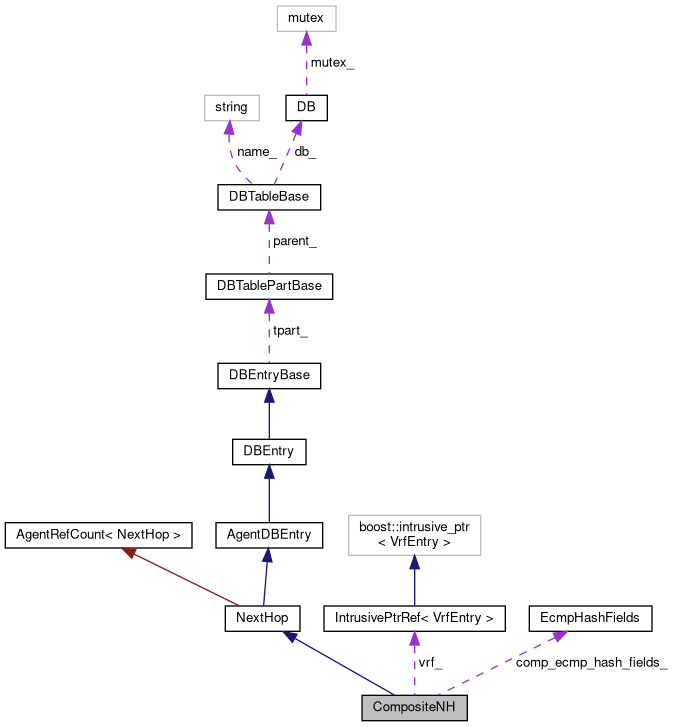 mutex
mutex_
string
DB
name_
db_
DBTableBase
parent_
DBTablePartBase
tpart_
DBEntryBase
DBEntry
AgentRefCount< NextHop >
AgentDBEntry
boost::intrusive_ptr
< VrfEntry >
NextHop
IntrusivePtrRef< VrfEntry >
EcmpHashFields
vrf_
comp_ecmp_hash_fields_
CompositeNH